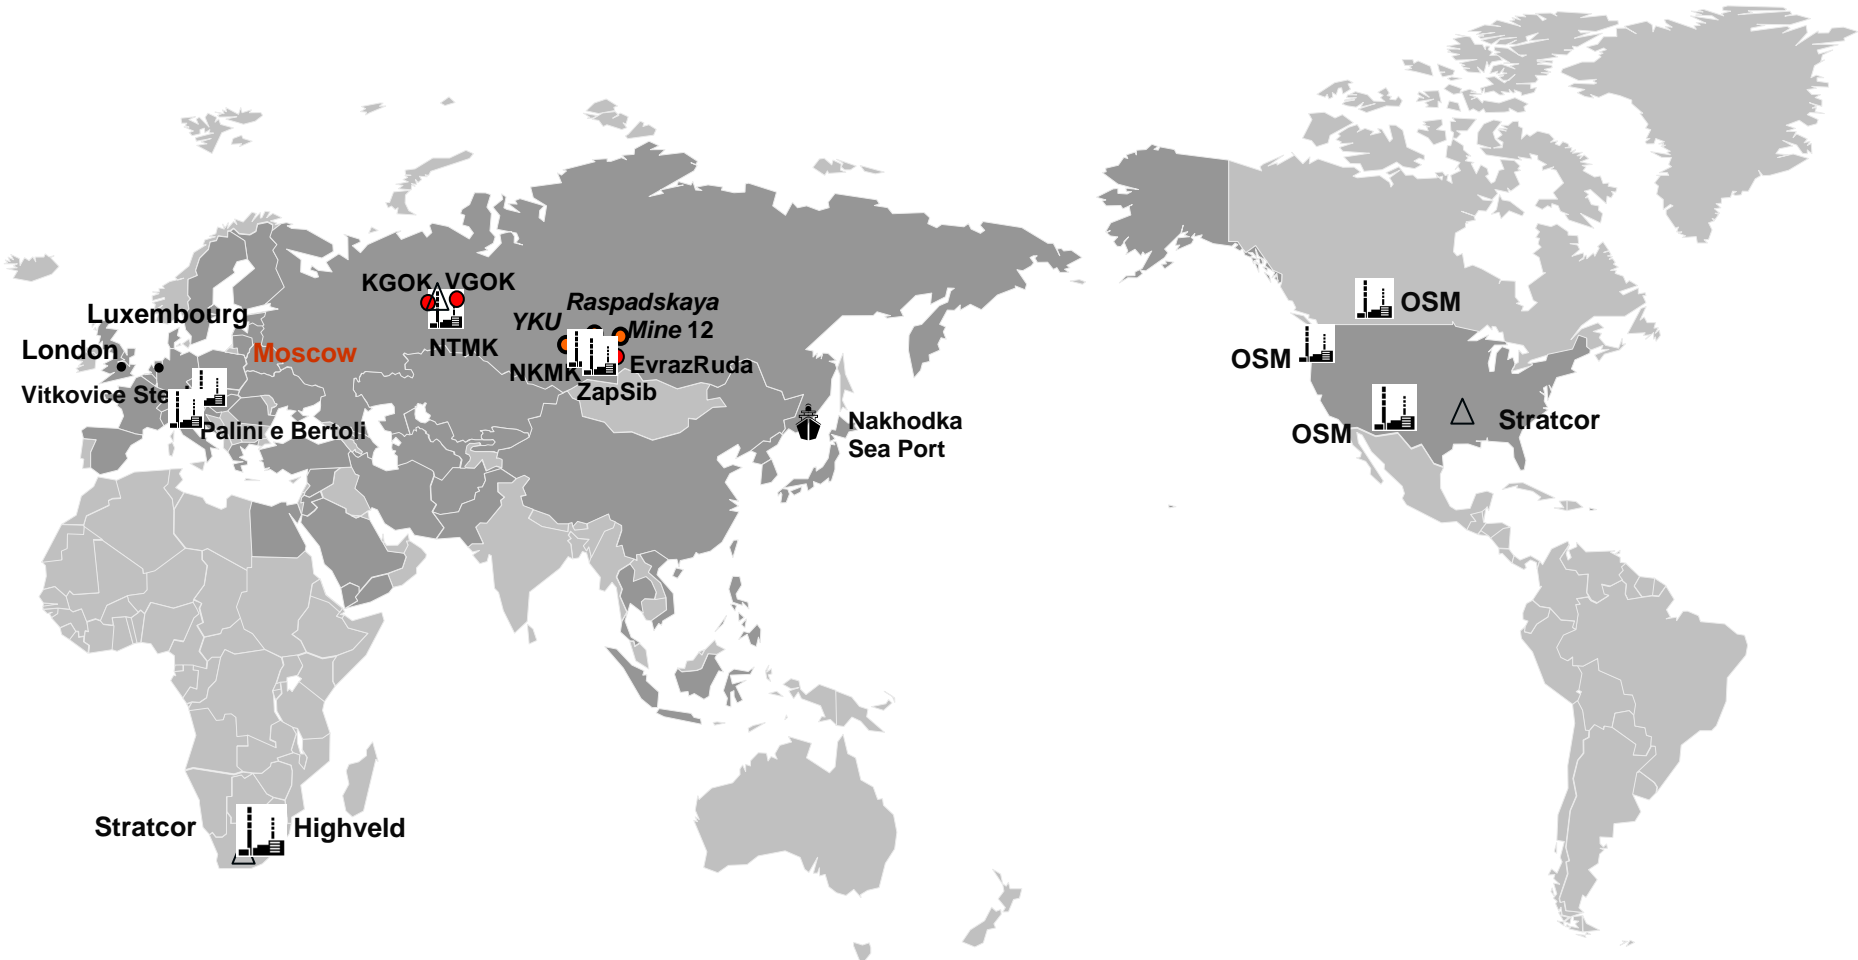 KGOK
VGOK
Raspadskaya
Luxembourg
YKU
Mine 12
London
Moscow
NTMK
NKMK
EvrazRuda
Vitkovice Ste
ZapSib
Palini e Bertoli
Nakhodka
Sea Port
OSM
OSM
OSM
Stratcor
Stratcor
Highveld